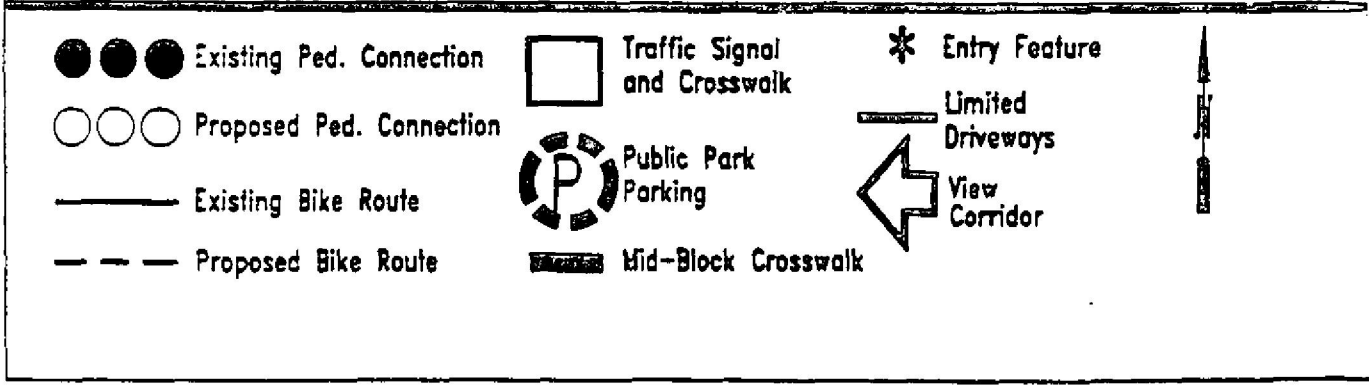 Existing Ped. Connection
Proposed Ped. Connection
Existing Bike Route
Proposed Bike Route
Traffic Signal
and Crosswalk
P
Public Park
Parking
Mid-Block Crosswalk
* Entry Feature
Limited
Driveways
View
Corridor
N